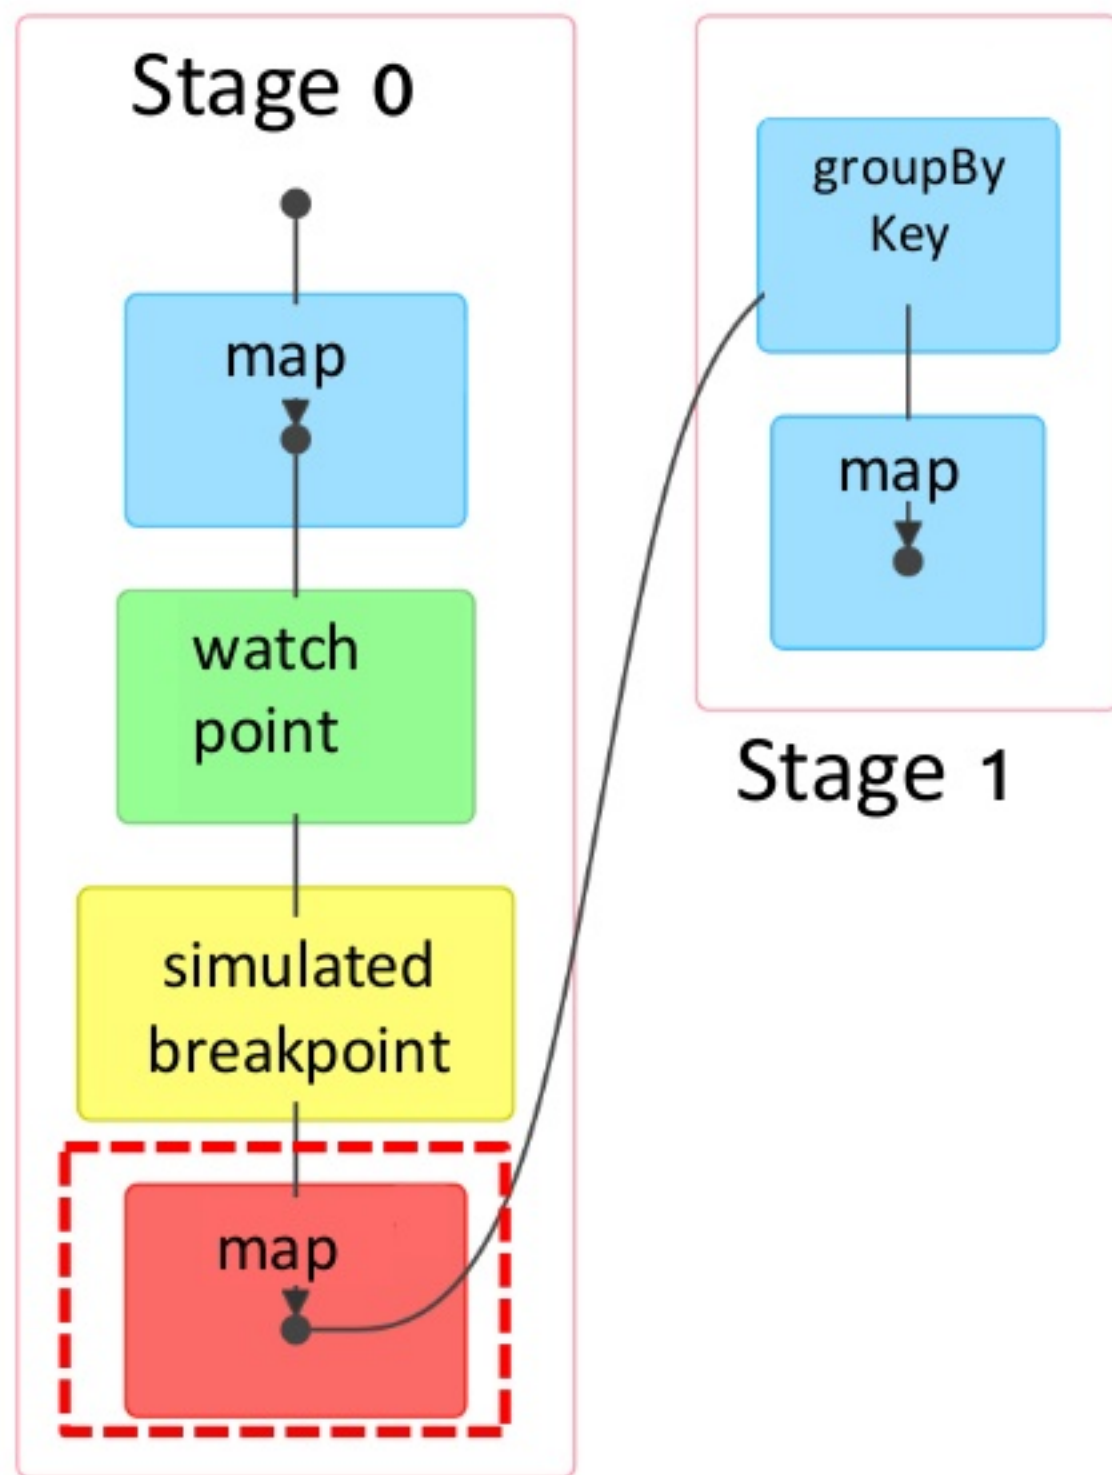 Stage 0
map
watch
point
simulated
breakpoint
map
groupBy
Key
map
Stage 1